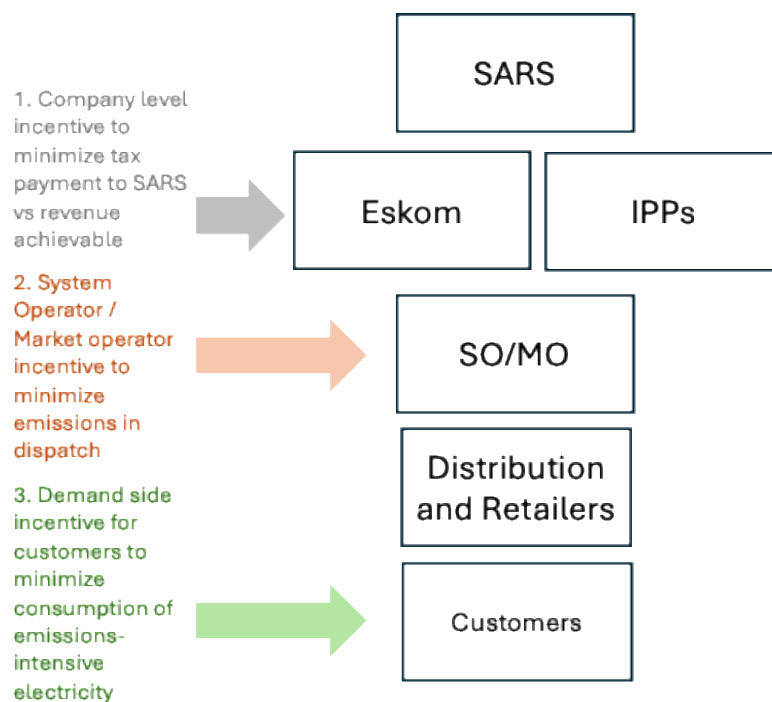 SARS
1. Company level
incentive to
minimize tax
payment to SARS
vs revenue
achievable
Eskom
IPPs
2. System
Operator /
Market operator
incentive to
minimize
emissions in
dispatch
SO/MO
Distribution
and Retailers
3. Demand side
incentive for
customers to
minimize
consumption of
emissions-
intensive
electricity
Customers